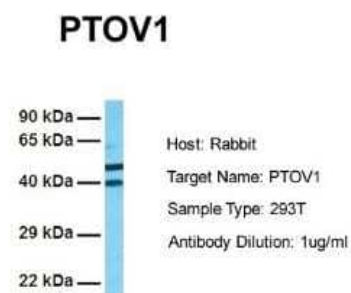 PTOV1
90 kDa
65 kDa
40 kDa
29 kDa
22 kDa
Host: Rabbit
Target Name: PTOV1
Sample Type: 293T
Antibody Dilution: 1ug/ml